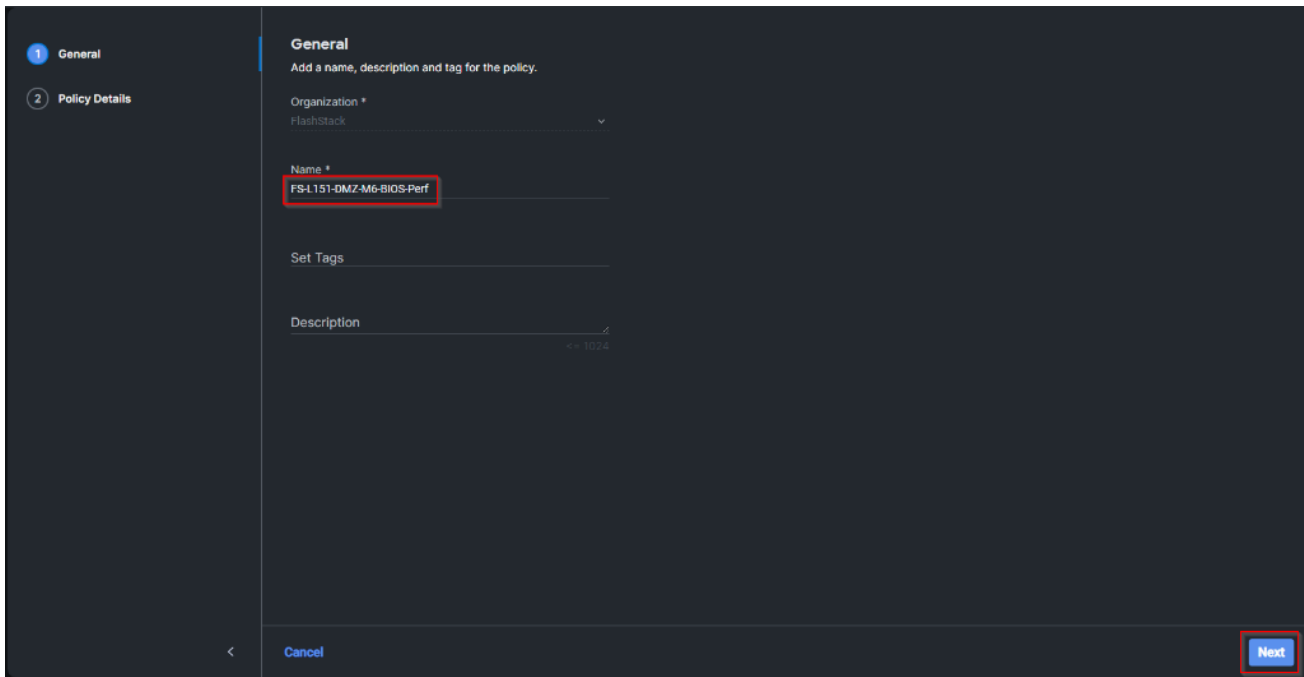 1 General
2 Policy Details
General
Add a name, description and tag for the policy.
Organization *
FlashStack
Name *
FS-L151-DMZ-M6-BIOS-Perf
Set Tags
Description
<= 1024
Cancel
Next